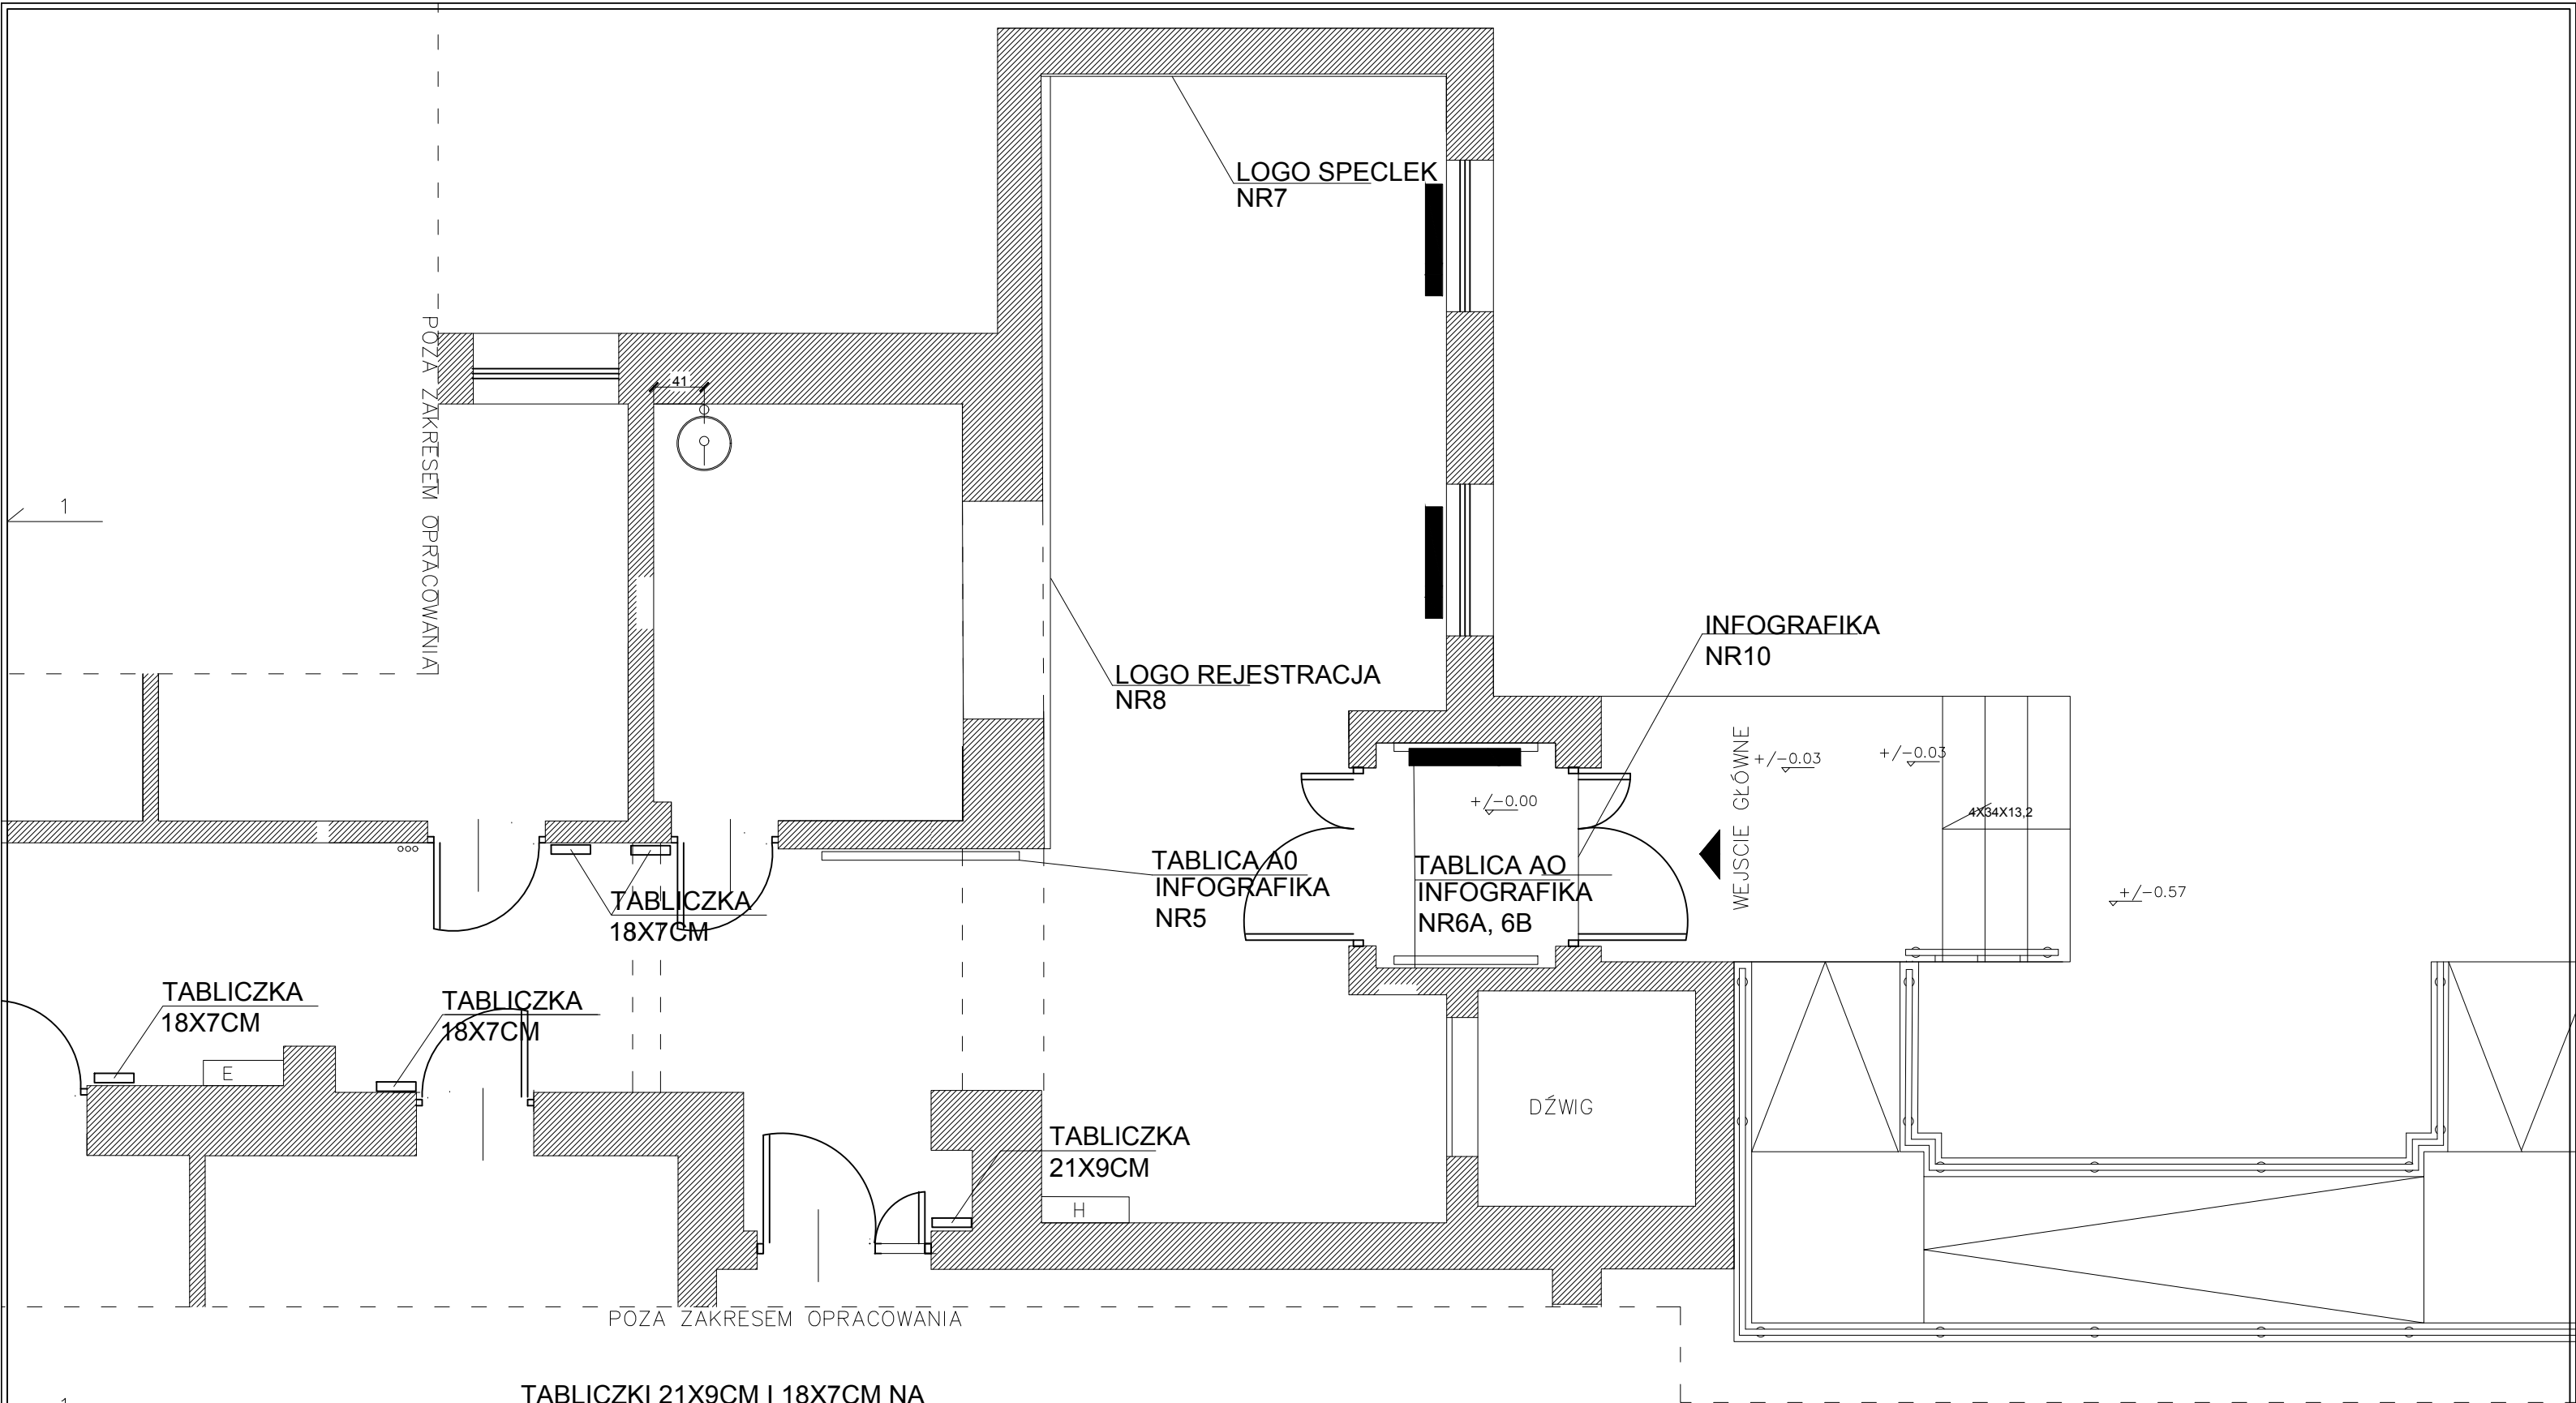 LOGO SPECLEK
NR7
POZA ZAKRESEM OPRACOWANIA
41
1
INFOGRAFIKA
NR10
LOGO REJESTRACJA
NR8
WEJSCIE GŁÓWNE
+/-0.03
+/-0.03
+/-0.00
4X34X13,2
TABLICA A0
INFOGRAFIKA
NR5
TABLICA AO
INFOGRAFIKA
NR6A, 6B
+/-0.57
TABLICZKA
18X7CM
TABLICZKA
18X7CM
TABLICZKA
18X7CM
E
DŹWIG
TABLICZKA
21X9CM
H
POZA ZAKRESEM OPRACOWANIA
TABLICZKI 21X9CM I 18X7CM NA
1